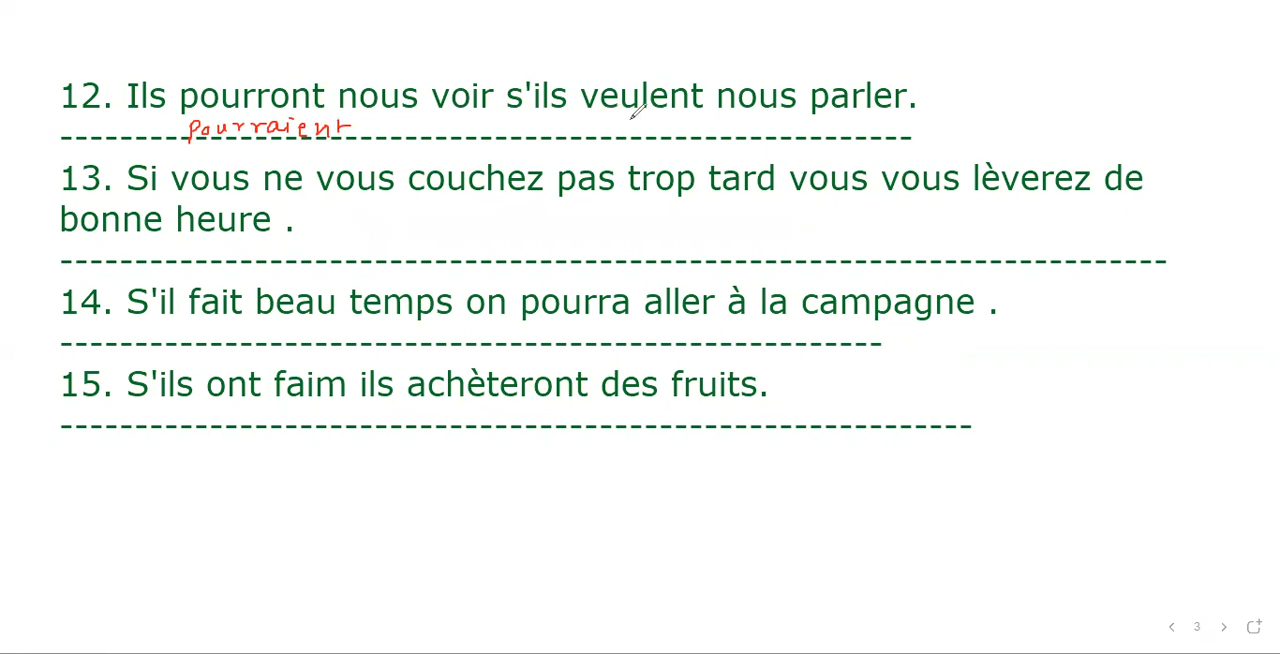 12. Ils pourront nous voir s'ils veulent nous parler.
pourraient
13. Si vous ne vous couchez pas trop tard vous vous lèverez de
bonne heure .
14. S'il fait beau temps on pourra aller à la campagne .
15. S'ils ont faim ils achèteront des fruits.
3